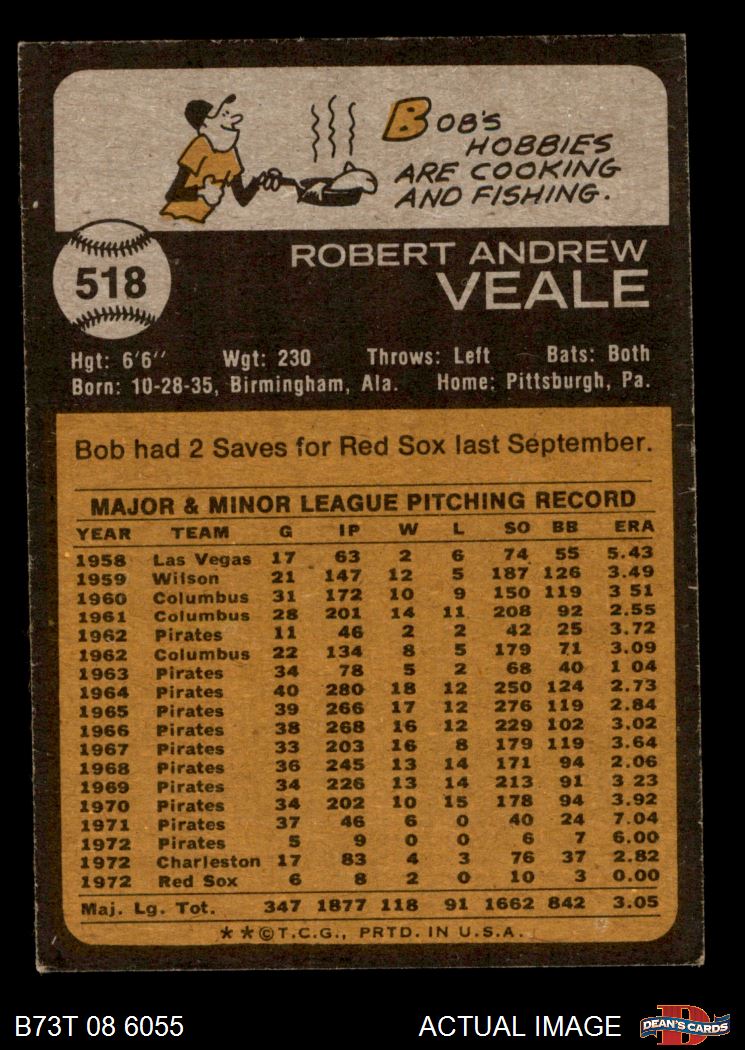 BOB'S
HOBBIES
ARE COOKING
AND FISHING.
518
ROBERT ANDREW
VEALE
Hgt: 6'6'' Wgt: 230 Throws: Left Bats: Both
Born: 10-28-35, Birmingham, Ala. Home: Pittsburgh, Pa.
Bob had 2 Saves for Red Sox last September.
MAJOR & MINOR LEAGUE PITCHING RECORD
YEAR TEAM G IP W L SO BB ERA
1958 Las Vegas 17 63 2 6 74 55 5.43
1959 Wilson 21 147 12 5 187 126 3.49
1960 Columbus 31 172 10 9 150 119 3 51
1961 Columbus 28 201 14 11 208 92 2.55
1962 Pirates 11 46 2 2 42 25 3.72
1962 Columbus 22 134 8 5 179 71 3.09
1963 Pirates 34 78 5 2 68 40 1 04
1964 Pirates 40 280 18 12 250 124 2.73
1965 Pirates 39 266 17 12 276 119 2.84
1966 Pirates 38 268 16 12 229 102 3.02
1967 Pirates 33 203 16 8 179 119 3.64
1968 Pirates 36 245 13 14 171 94 2.06
1969 Pirates 34 226 13 14 213 91 3 23
1970 Pirates 34 202 10 15 178 94 3.92
1971 Pirates 37 46 6 0 40 24 7.04
1972 Pirates 5 9 0 0 6 7 6.00
1972 Charleston 17 83 4 3 76 37 2.82
1972 Red Sox 6 8 2 0 10 3 0.00
Maj. Lg. Tot. 347 1877 118 91 1662 842 3.05
★ ★ © T.C.G., PRTD. IN U.S.A.
B73T 08 6055 ACTUAL IMAGE D DEAN'S CARDS